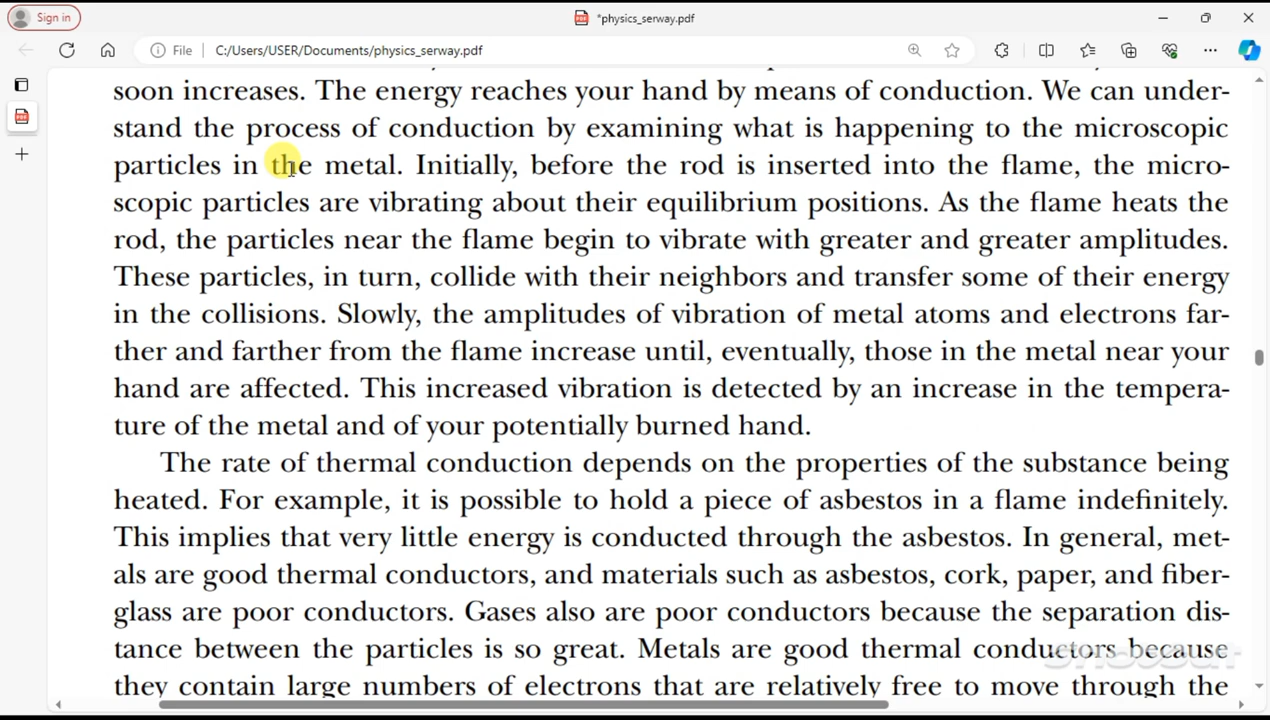 Sign in
*physics_serway.pdf
File
C:/Users/USER/Documents/physics_serway.pdf
soon increases. The energy reaches your hand by means of conduction. We can under-
stand the process of conduction by examining what is happening to the microscopic
particles in the metal. Initially, before the rod is inserted into the flame, the micro-
scopic particles are vibrating about their equilibrium positions. As the flame heats the
rod, the particles near the flame begin to vibrate with greater and greater amplitudes.
These particles, in turn, collide with their neighbors and transfer some of their energy
in the collisions. Slowly, the amplitudes of vibration of metal atoms and electrons far-
ther and farther from the flame increase until, eventually, those in the metal near your
hand are affected. This increased vibration is detected by an increase in the tempera-
ture of the metal and of your potentially burned hand.
The rate of thermal conduction depends on the properties of the substance being
heated. For example, it is possible to hold a piece of asbestos in a flame indefinitely.
This implies that very little energy is conducted through the asbestos. In general, met-
als are good thermal conductors, and materials such as asbestos, cork, paper, and fiber-
glass are poor conductors. Gases also are poor conductors because the separation dis-
tance between the particles is so great. Metals are good thermal conductors because
they contain large numbers of electrons that are relatively free to move through the